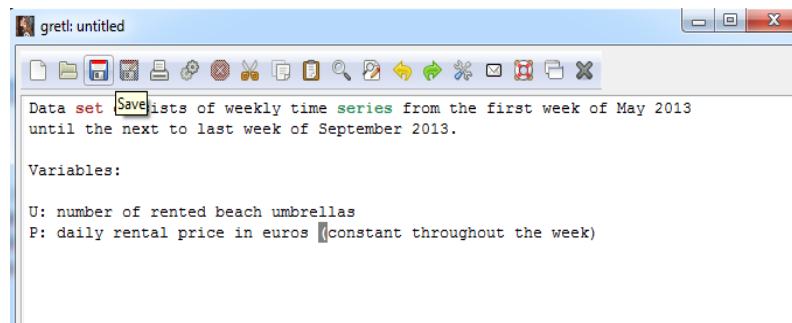 gretl: untitled
Save
Data set lists of weekly time series from the first week of May 2013
until the next to last week of September 2013.
Variables:
U: number of rented beach umbrellas
P: daily rental price in euros (constant throughout the week)